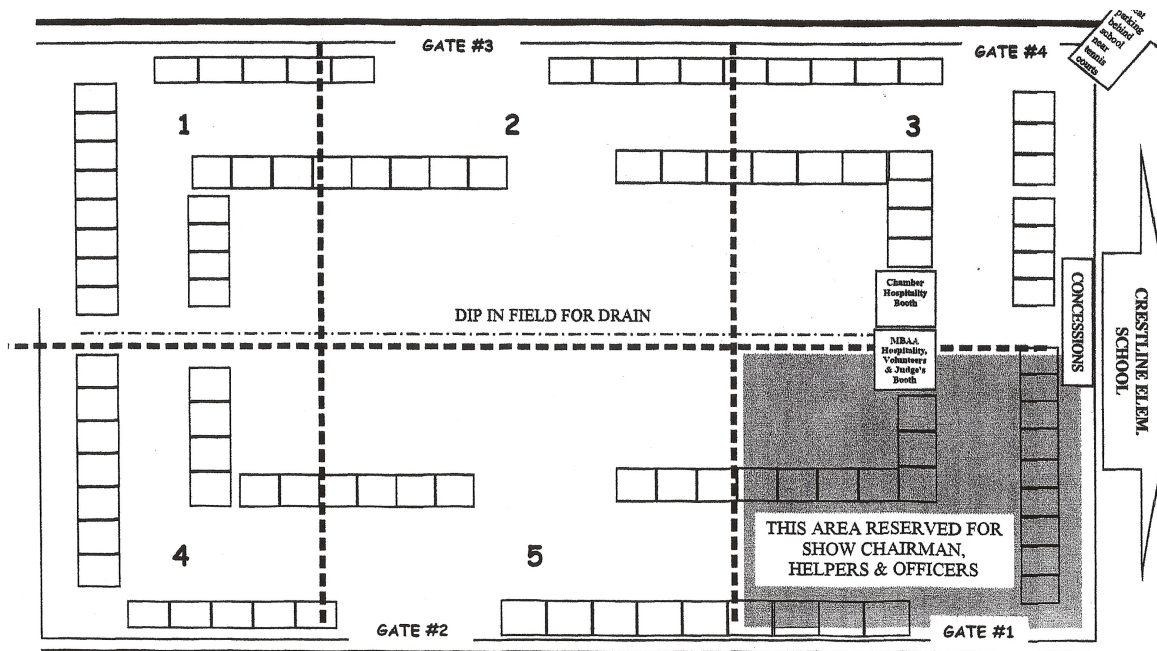 GATE #3
GATE #4
parking
behind
school
near
tennis
courts
1
2
3
Chamber
Hospitality
Booth
CONCESSIONS
CRESTLINE ELEM.
SCHOOL
DIP IN FIELD FOR DRAIN
MBAA
Hospitality,
Volunteers
& Judge's
Booth
THIS AREA RESERVED FOR
SHOW CHAIRMAN,
HELPERS & OFFICERS
4
5
GATE #2
GATE #1